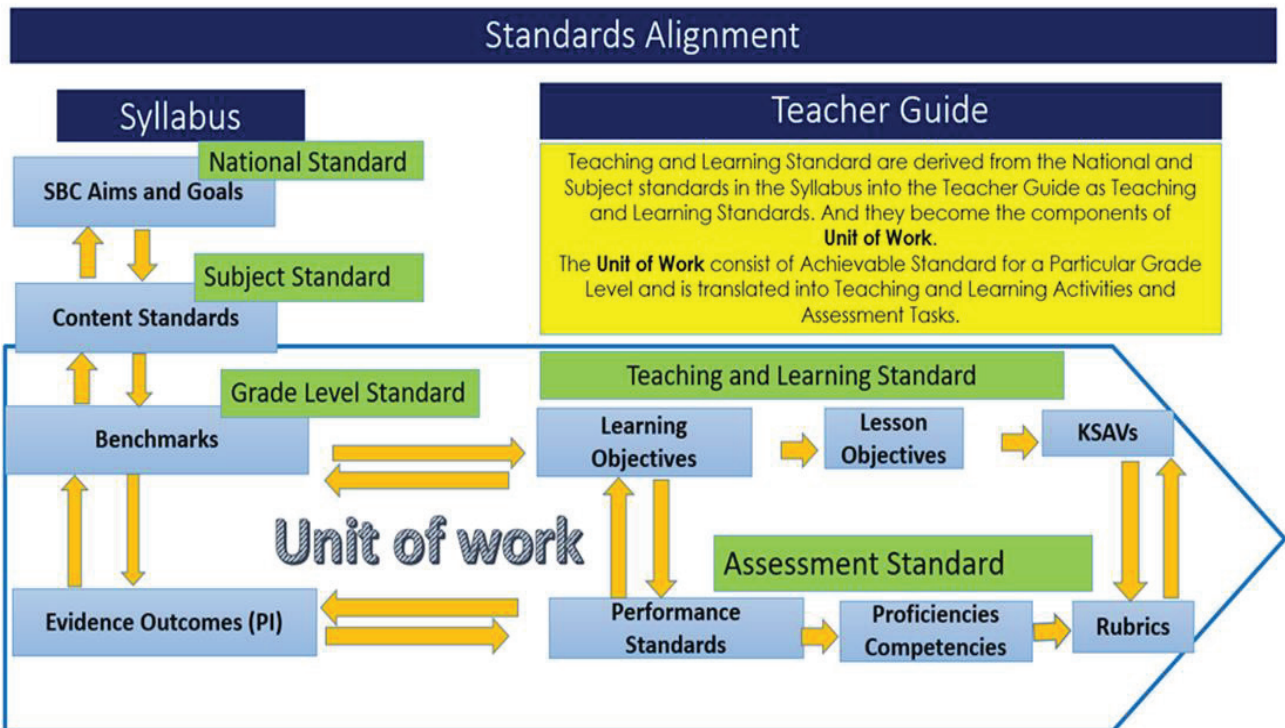 Standards Alignment
Syllabus
National Standard
SBC Aims and Goals
Subject Standard
Content Standards
Grade Level Standard
Benchmarks
Evidence Outcomes (PI)
Unit of work
Teacher Guide
Teaching and Learning Standard are derived from the National and
Subject standards in the Syllabus into the Teacher Guide as Teaching
and Learning Standards. And they become the components of
Unit of Work.
The Unit of Work consist of Achievable Standard for a Particular Grade
Level and is translated into Teaching and Learning Activities and
Assessment Tasks.
Teaching and Learning Standard
Learning
Objectives
Lesson
Objectives
KSAVs
Assessment Standard
Performance
Standards
Proficiencies
Competencies
Rubrics